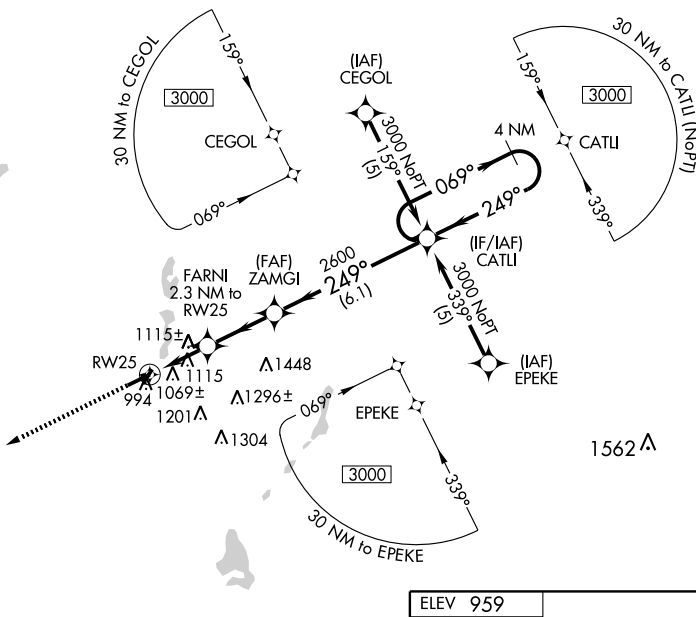 30 NM to CEGOL
159°
3000
CEGOL
069°
(IAF)
CEGOL
3000 NoPT
159°
(5)
4 NM
069°
249°
30 NM to CATLI (NoPT)
159°
3000
CATLI
339°
(IF/IAF)
CATLI
2600
249°
(6.1)
(FAF)
ZAMGI
FARNI
2.3 NM to
RW25
3000 NoPT
339°
(5)
(IAF)
EPEKE
1115±
RW25
1115
1448
994
1069±
1296±
1201
1304
069°
EPEKE
3000
339°
30 NM to EPEKE
1562
ELEV 959